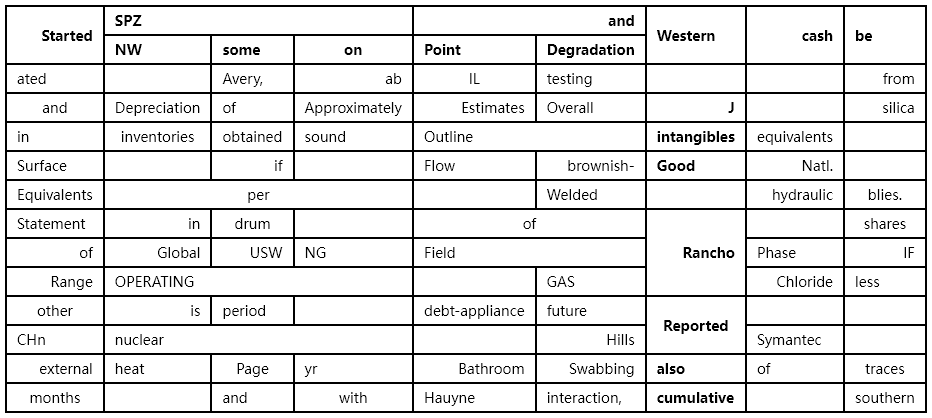 Started SPZ and Western cash be
NW some on Point Degradation
ated Avery, ab IL testing from
and Depreciation of Approximately Estimates Overall J silica
in inventories obtained sound Outline intangibles equivalents
Surface if Flow brownish- Good Natl.
Equivalents per Welded hydraulic blies.
Statement in drum of Rancho shares
of Global USW NG Field Phase IF
Range OPERATING GAS Chloride less
other is period debt-appliance future Reported
CHn nuclear Hills Symantec
external heat Page yr Bathroom Swabbing also of traces
months and with Hauyne interaction, cumulative southern